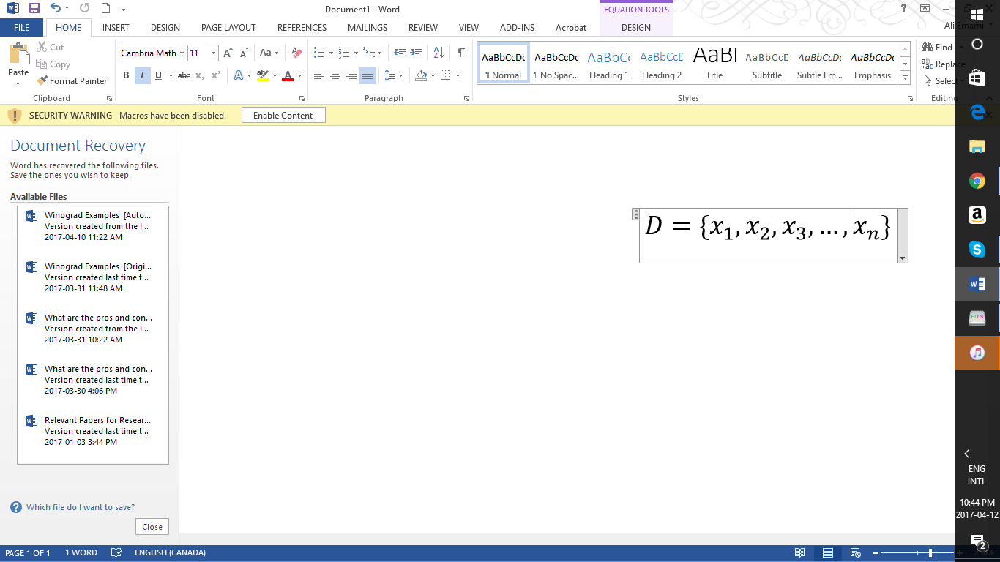 Document1 - Word
EQUATION TOOLS
FILE HOME INSERT DESIGN PAGE LAYOUT REFERENCES MAILINGS REVIEW VIEW ADD-INS Acrobat DESIGN
Ali Emami
Paste
Cut
Copy
Format Painter
Clipboard
Cambria Math 11 Aa
B I U abc x₂ x² A ab A
Font
Paragraph
AaBbCcDc AaBbCcDc AaBbCc AaBbCcD AaBl AaBbCcD AaBbCcDc AaBbCcDc
¶ Normal ¶ No Spac... Heading 1 Heading 2 Title Subtitle Subtle Em... Emphasis
Styles
Find
Replace
Select
Editing
SECURITY WARNING Macros have been disabled. Enable Content
Document Recovery
Word has recovered the following files.
Save the ones you wish to keep.
Available Files
Winograd Examples [Auto...
Version created from the l...
2017-04-10 11:22 AM
Winograd Examples [Origi...
Version created last time t...
2017-03-31 11:48 AM
What are the pros and con...
Version created from the l...
2017-03-31 10:22 AM
What are the pros and con...
Version created last time t...
2017-03-30 4:06 PM
Relevant Papers for Resear...
Version created last time t...
2017-01-03 3:44 PM
Which file do I want to save?
Close
D = {x₁, x₂, x₃, … , xₙ}
FUN
ENG
INTL
10:44 PM
2017-04-12
2
PAGE 1 OF 1 1 WORD ENGLISH (CANADA)